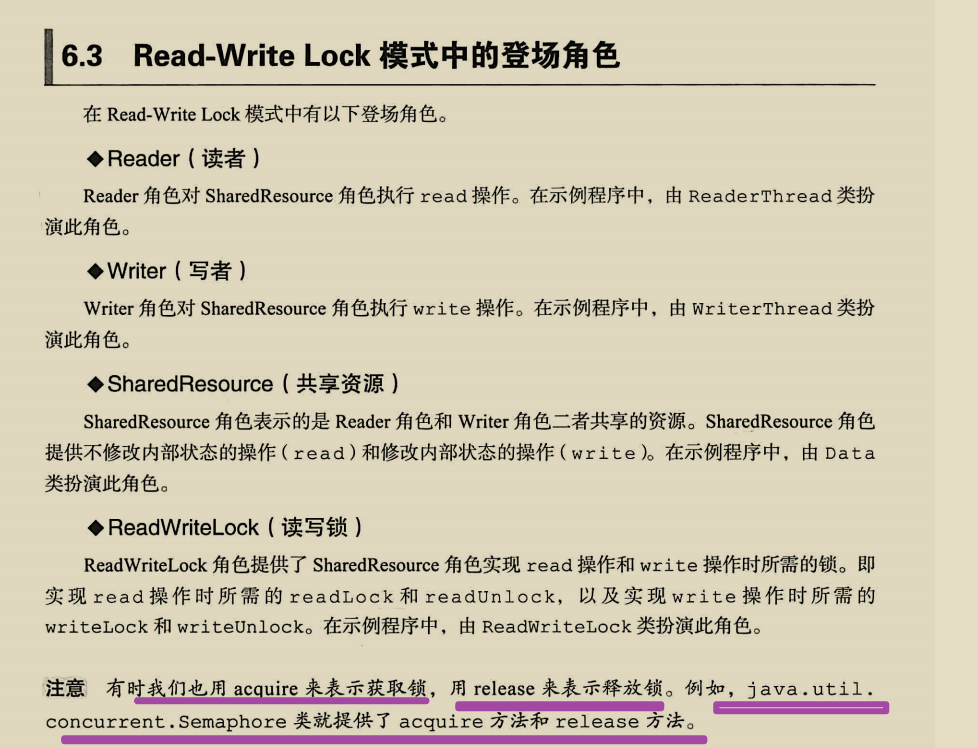 6.3 Read-Write Lock 模式中的登场角色
在 Read-Write Lock 模式中有以下登场角色。
◆Reader（读者）
Reader 角色对 SharedResource 角色执行 read 操作。在示例程序中，由 ReaderThread 类扮
演此角色。
◆Writer（写者）
Writer 角色对 SharedResource 角色执行 write 操作。在示例程序中，由 WriterThread 类扮
演此角色。
◆SharedResource（共享资源）
SharedResource 角色表示的是 Reader 角色和 Writer 角色二者共享的资源。SharedResource 角色
提供不修改内部状态的操作（read）和修改内部状态的操作（write）。在示例程序中，由 Data
类扮演此角色。
◆ReadWriteLock（读写锁）
ReadWriteLock 角色提供了 SharedResource 角色实现 read 操作和 write 操作时所需的锁。即
实现 read 操作时所需的 readLock 和 readUnlock，以及实现 write 操作时所需的
writeLock 和 writeUnlock。在示例程序中，由 ReadWriteLock 类扮演此角色。
注意 有时我们也用 acquire 来表示获取锁，用 release 来表示释放锁。例如，java.util.
concurrent.Semaphore 类就提供了 acquire 方法和 release 方法。